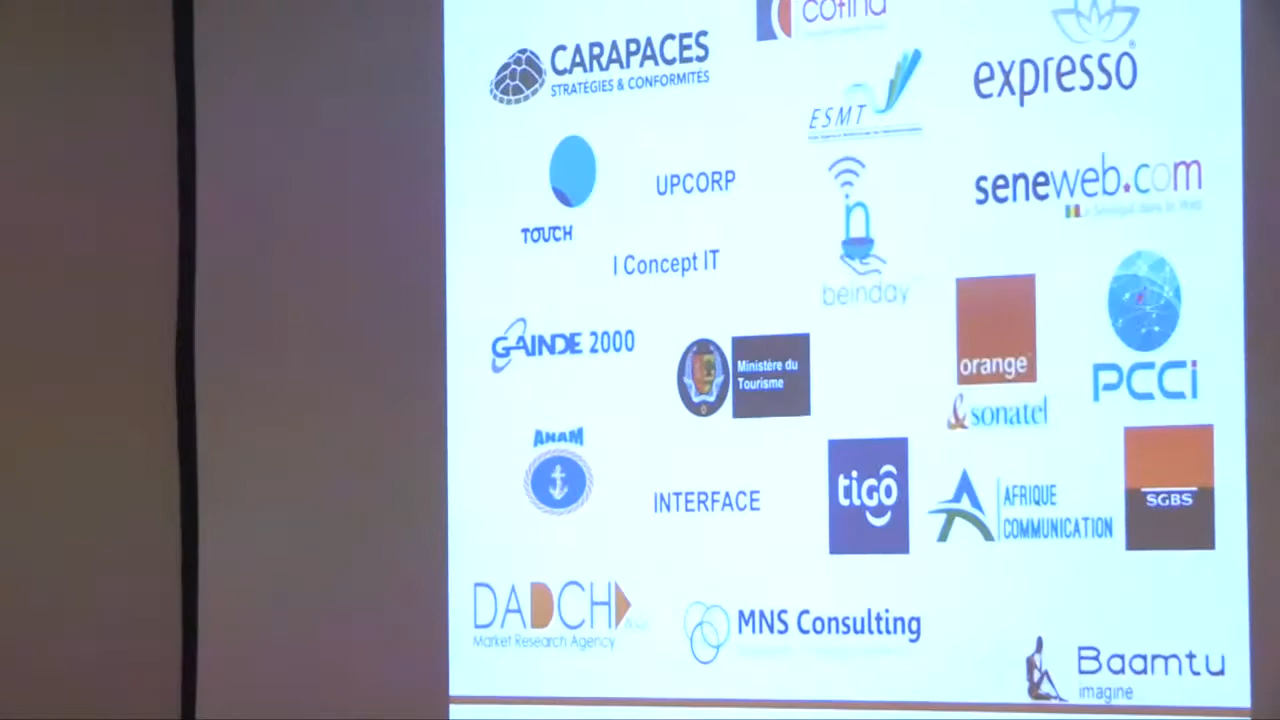 cofina
CARAPACES
STRATÉGIES & CONFORMITÉS
expresso
ESMT
TOUCH
UPCORP
seneweb.com
I Concept IT
beinday
GAINDE 2000
Ministère du
Tourisme
orange
sonatel
PCCi
ANAM
INTERFACE
tigo
AFRIQUE
COMMUNICATION
SGBS
DADCH
Market Research Agency
MNS Consulting
Baamtu
imagine